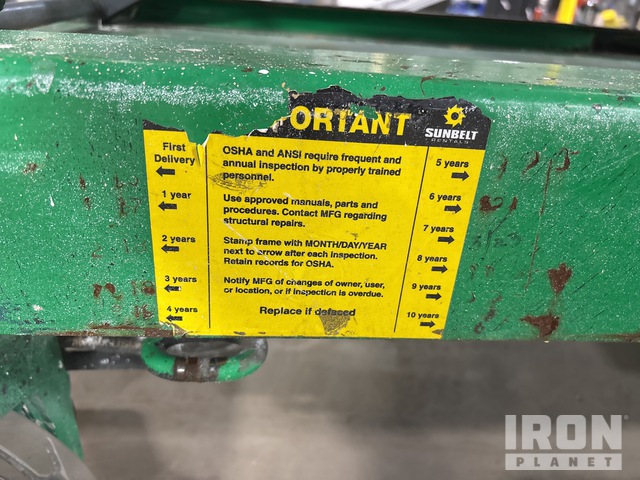 ORTANT
SUNBELT
RENTALS
First
Delivery
1 year
2 years
3 years
4 years
OSHA and ANSI require frequent and
annual inspection by properly trained
personnel.
Use approved manuals, parts and
procedures. Contact MFG regarding
structural repairs.
Stamp frame with MONTH/DAY/YEAR
next to arrow after each inspection.
Retain records for OSHA.
Notify MFG of changes of owner, user,
or location, or if inspection is overdue.
Replace if defaced
5 years
6 years
7 years
8 years
9 years
10 years
IRON
PLANET